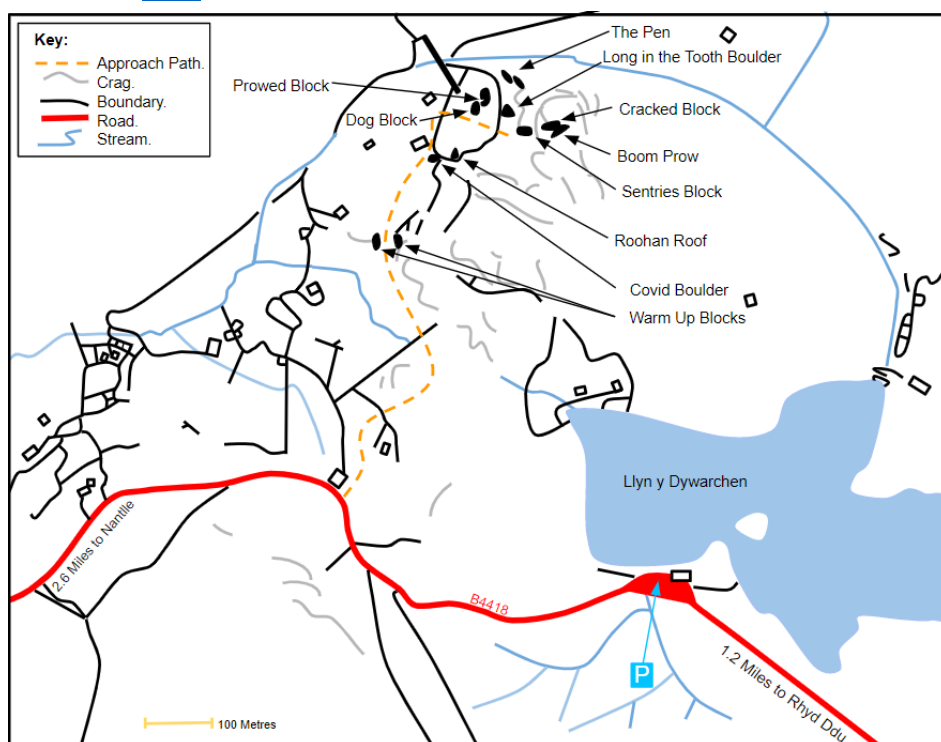 Key:
Approach Path.
Crag.
Boundary.
Road.
Stream.
The Pen
Long in the Tooth Boulder
Prowed Block
Dog Block
Cracked Block
Boom Prow
Sentries Block
Roohan Roof
Covid Boulder
Warm Up Blocks
Llyn y Dywarchen
2.6 Miles to Nantlle
B4418
P
1.2 Miles to Rhyd Ddu
100 Metres